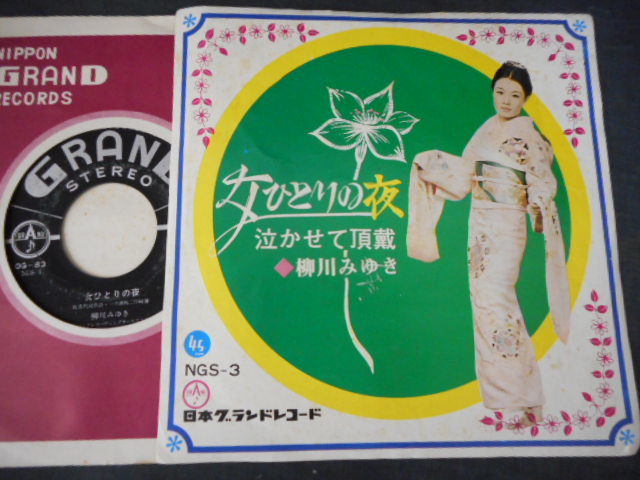 NIPPON
GRAND
RECORDS
GRAND
STEREO
女ひとりの夜
柳川みゆき
女ひとりの夜
泣かせて頂戴
柳川みゆき
45
NGS-3
日本グランドレコード